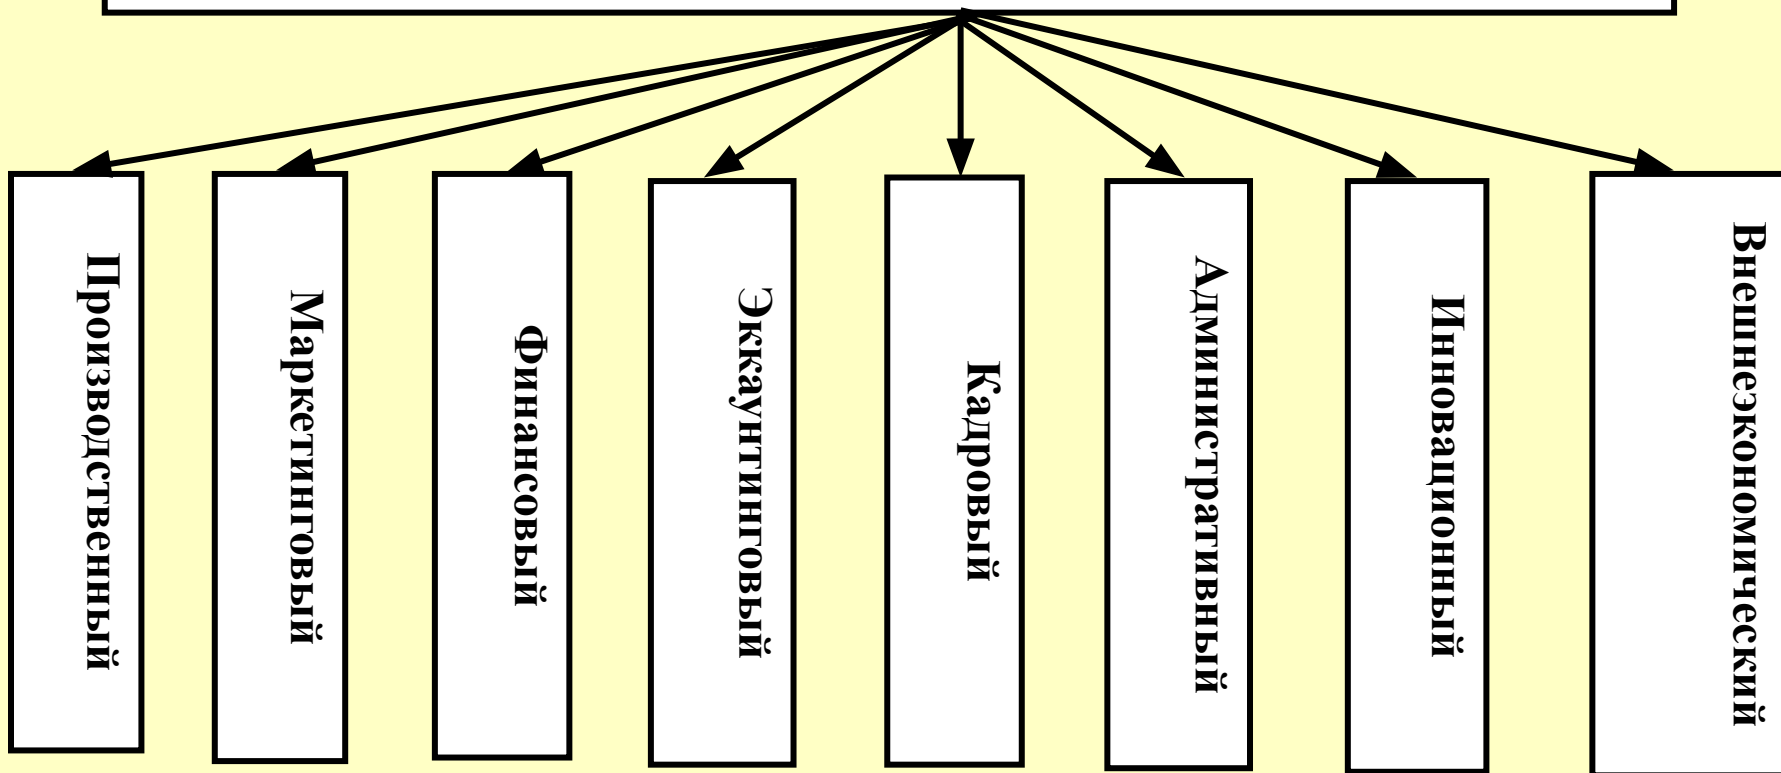 Производственный
Маркетинговый
Финансовый
Эккаунтинговый
Кадровый
Административный
Инновационный
Внешнеэкономический